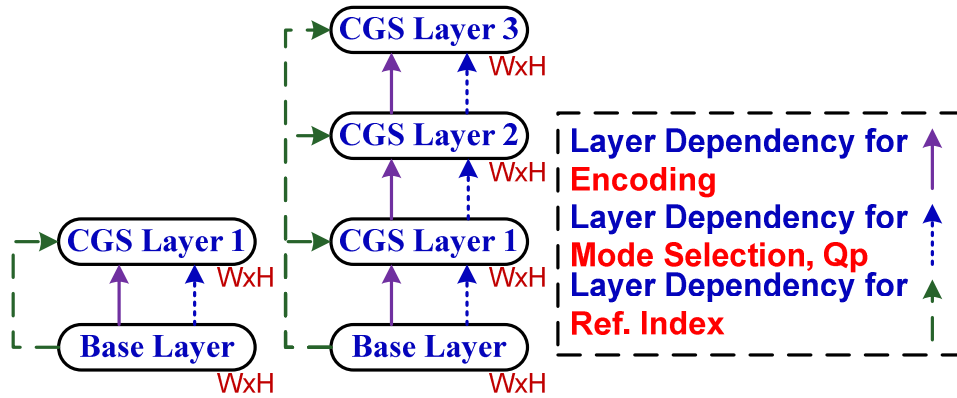 CGS Layer 1
WxH
Base Layer
WxH
CGS Layer 3
WxH
CGS Layer 2
WxH
CGS Layer 1
WxH
Base Layer
WxH
Layer Dependency for
Encoding
Layer Dependency for
Mode Selection, Qp
Layer Dependency for
Ref. Index